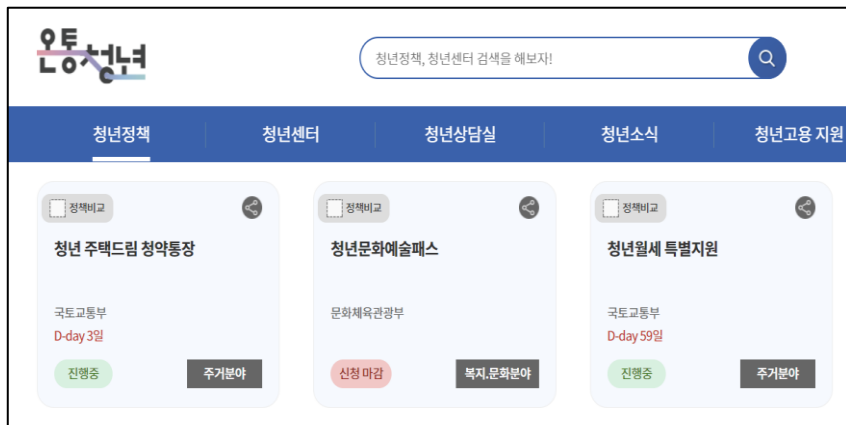 온통청년
청년정책, 청년센터 검색을 해보자!
청년정책 청년센터 청년상담실 청년소식 청년고용 지원
정책비교 정책비교 정책비교
청년 주택드림 청약통장 청년문화예술패스 청년월세 특별지원
국토교통부 문화체육관광부 국토교통부
D-day 3일 D-day 59일
진행중 주거분야 신청 마감 복지.문화분야 진행중 주거분야